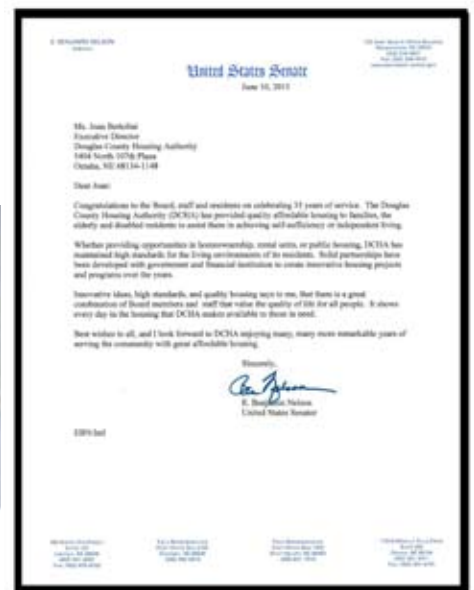 E. BENJAMIN NELSON
NEBRASKA
United States Senate
June 10, 2011
Ms. Joan Bertolini
Executive Director
Douglas County Housing Authority
5404 North 107th Plaza
Omaha, NE 68134-1148
Dear Joan:
Congratulations to the Board, staff and residents on celebrating 35 years of service. The Douglas
County Housing Authority (DCHA) has provided quality affordable housing to families, the
elderly and disabled residents to assist them in achieving self-sufficiency or independent living.
Whether providing opportunities in homeownership, rental units, or public housing, DCHA has
maintained high standards for the living environments of its residents. Solid partnerships have
been developed with government and financial institution to create innovative housing projects
and programs over the years.
Innovative ideas, high standards, and quality housing says to me, that there is a great
combination of Board members and staff that value the quality of life for all people. It shows
every day in the housing that DCHA makes available to those in need.
Best wishes to all, and I look forward to DCHA enjoying many, many more remarkable years of
serving the community with great affordable housing.
Sincerely,
Ben Nelson
E. Benjamin Nelson
United States Senator